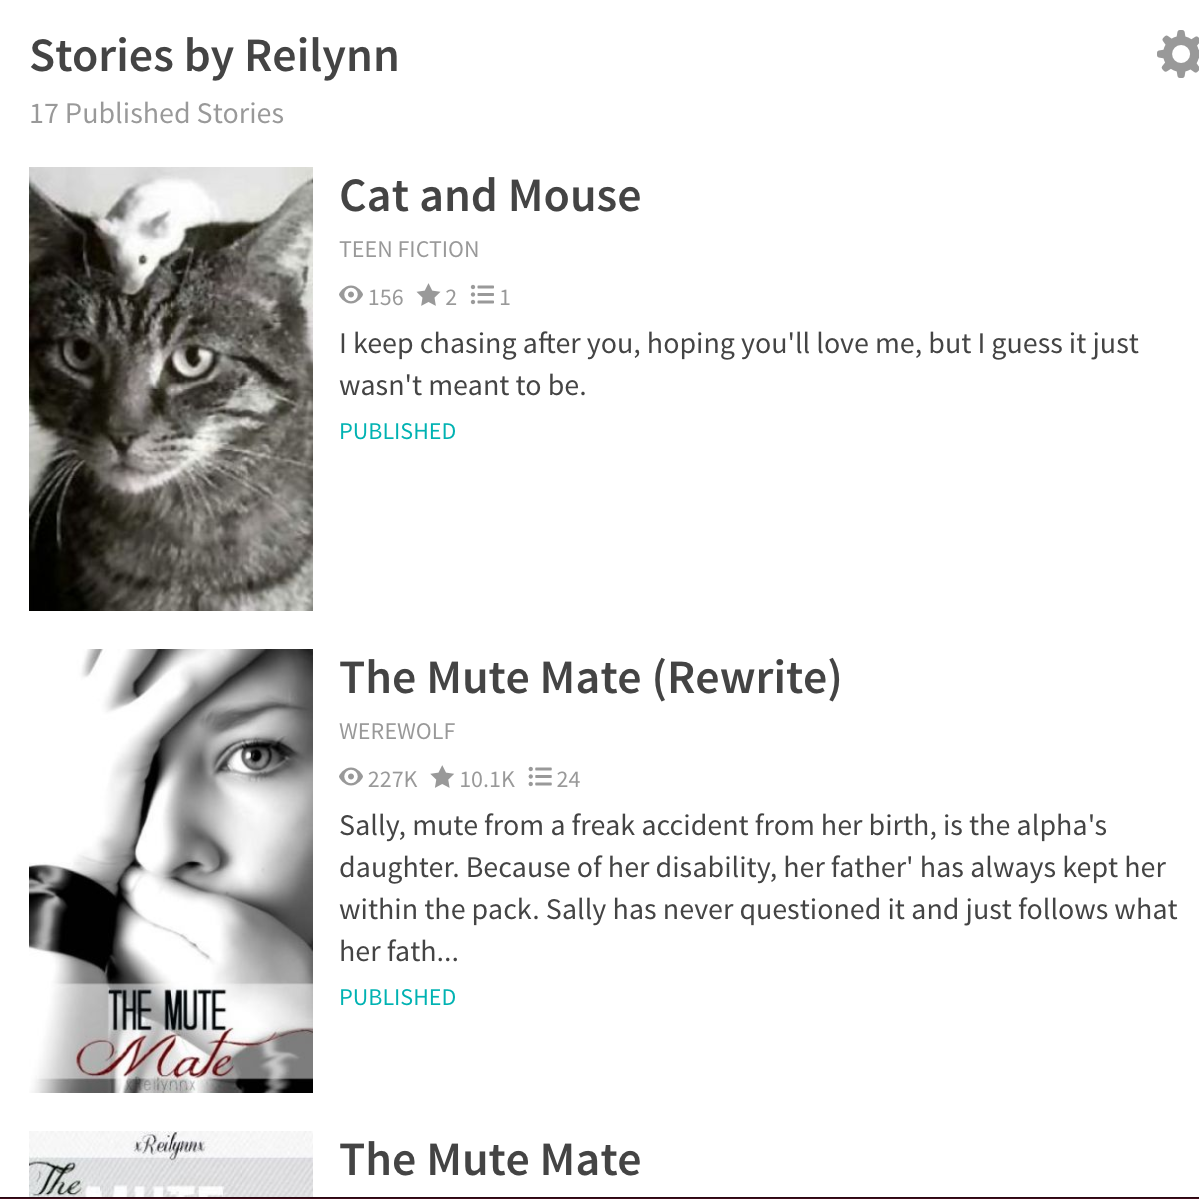 Stories by Reilynn
17 Published Stories
Cat and Mouse
TEEN FICTION
156 2 1
I keep chasing after you, hoping you'll love me, but I guess it just
wasn't meant to be.
PUBLISHED
The Mute Mate (Rewrite)
WEREWOLF
227K 10.1K 24
Sally, mute from a freak accident from her birth, is the alpha's
daughter. Because of her disability, her father' has always kept her
within the pack. Sally has never questioned it and just follows what
her fath...
PUBLISHED
THE MUTE
Mate
xReilynnx
xReilynnx
The
MUTE
The Mute Mate